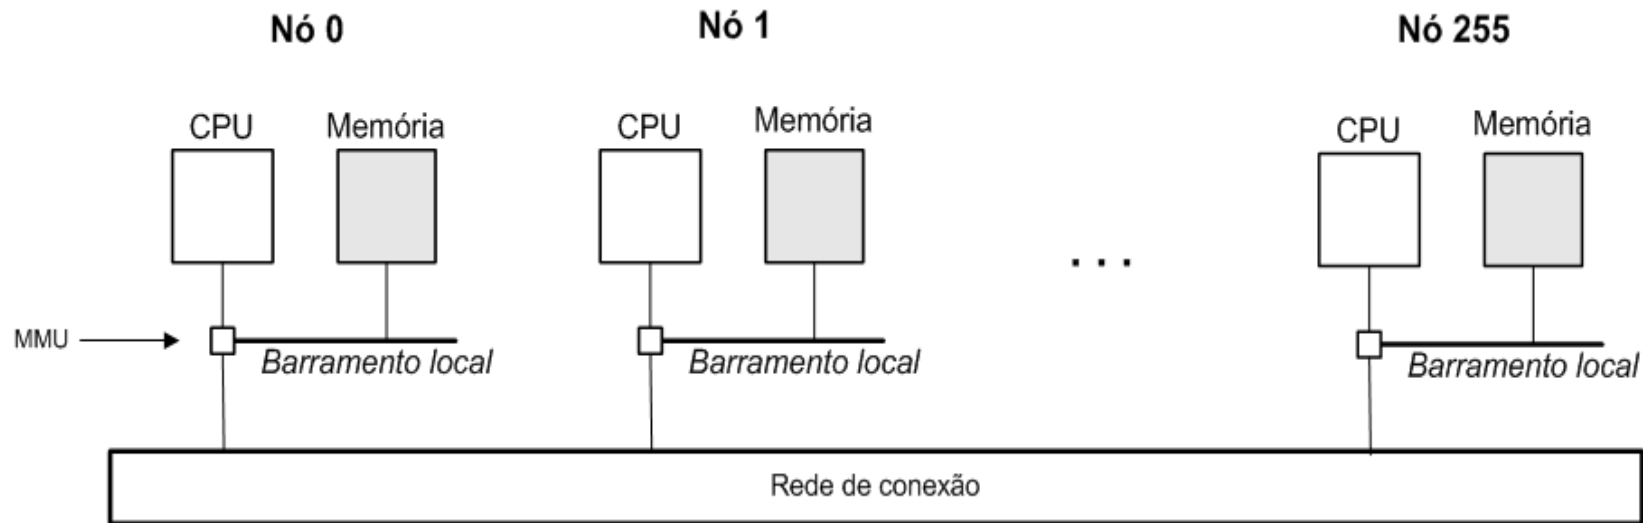 Nó 0
Nó 1
Nó 255
CPU
Memória
CPU
Memória
CPU
Memória
. . .
MMU
Barramento local
Barramento local
Barramento local
Rede de conexão